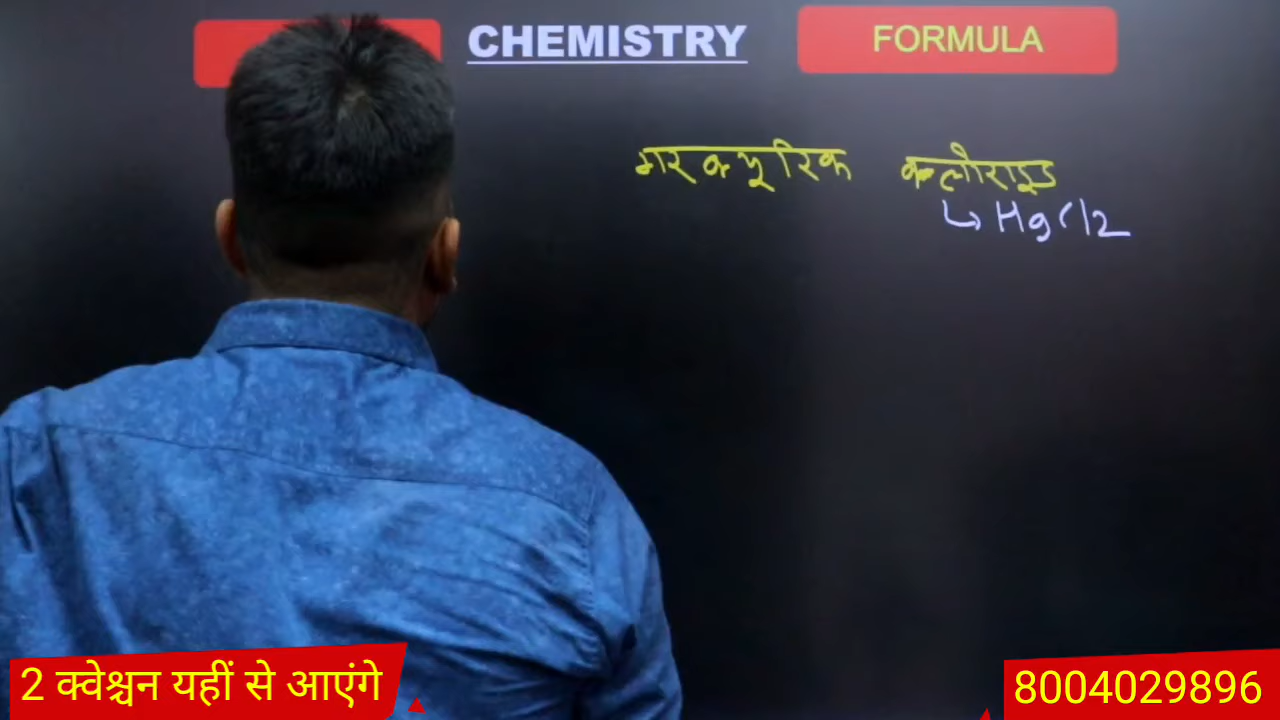 CHEMISTRY
FORMULA
मरक्यूरिक क्लोराइड
↳ HgCl2
2 क्वेश्चन यहीं से आएंगे
8004029896